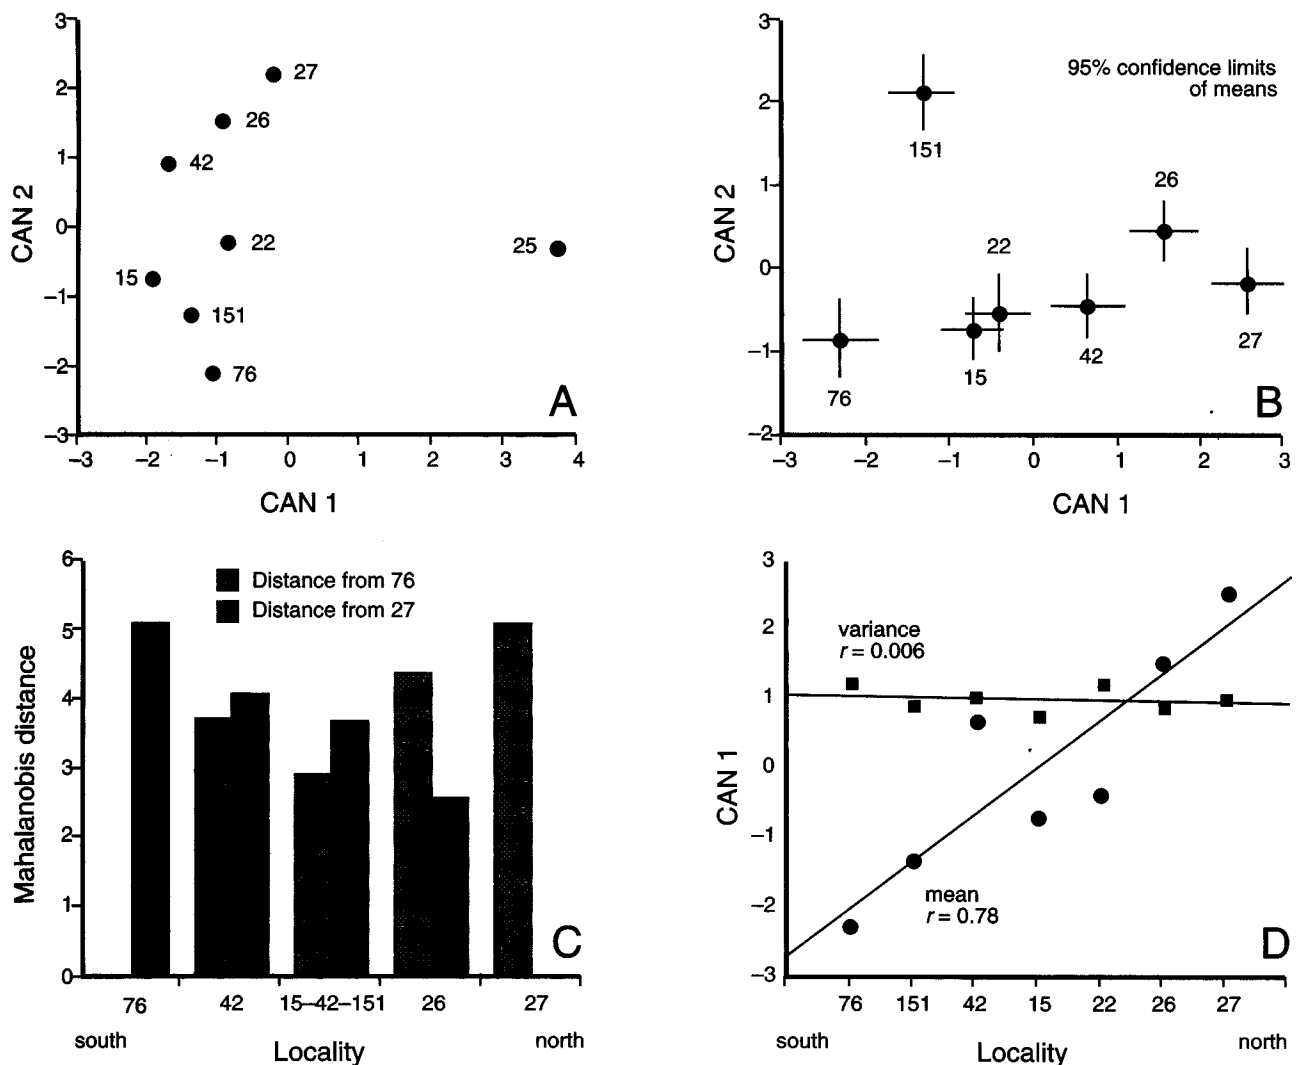 3
2
1
0
−1
−2
−3
CAN 2
27
26
42
22
25
15
151
76
A
−3
−2
−1
0
1
2
3
4
CAN 1
3
2
1
0
−1
−2
CAN 2
95% confidence limits
of means
151
26
22
76
15
42
27
B
−3
−2
−1
0
1
2
3
CAN 1
6
5
4
3
2
1
0
Mahalanobis distance
Distance from 76
Distance from 27
C
76
42
15–42–151
26
27
south
north
Locality
3
2
1
0
−1
−2
−3
CAN 1
variance
r = 0.006
mean
r = 0.78
D
76
151
42
15
22
26
27
south
north
Locality